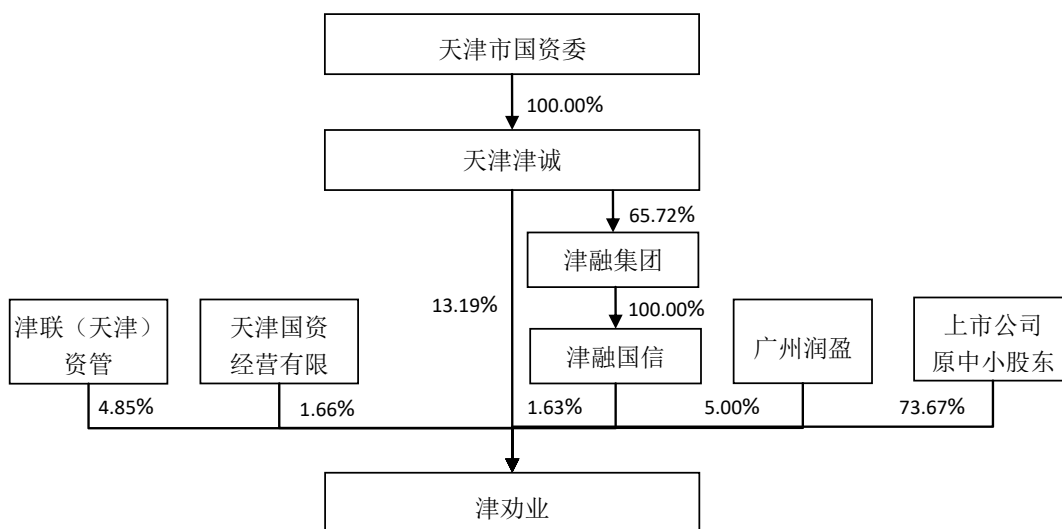 天津市国资委
100.00%
天津津诚
65.72%
津融集团
13.19%
100.00%
津联（天津）
资管
天津国资
经营有限
津融国信
广州润盈
上市公司
原中小股东
4.85%
1.66%
1.63%
5.00%
73.67%
津劝业